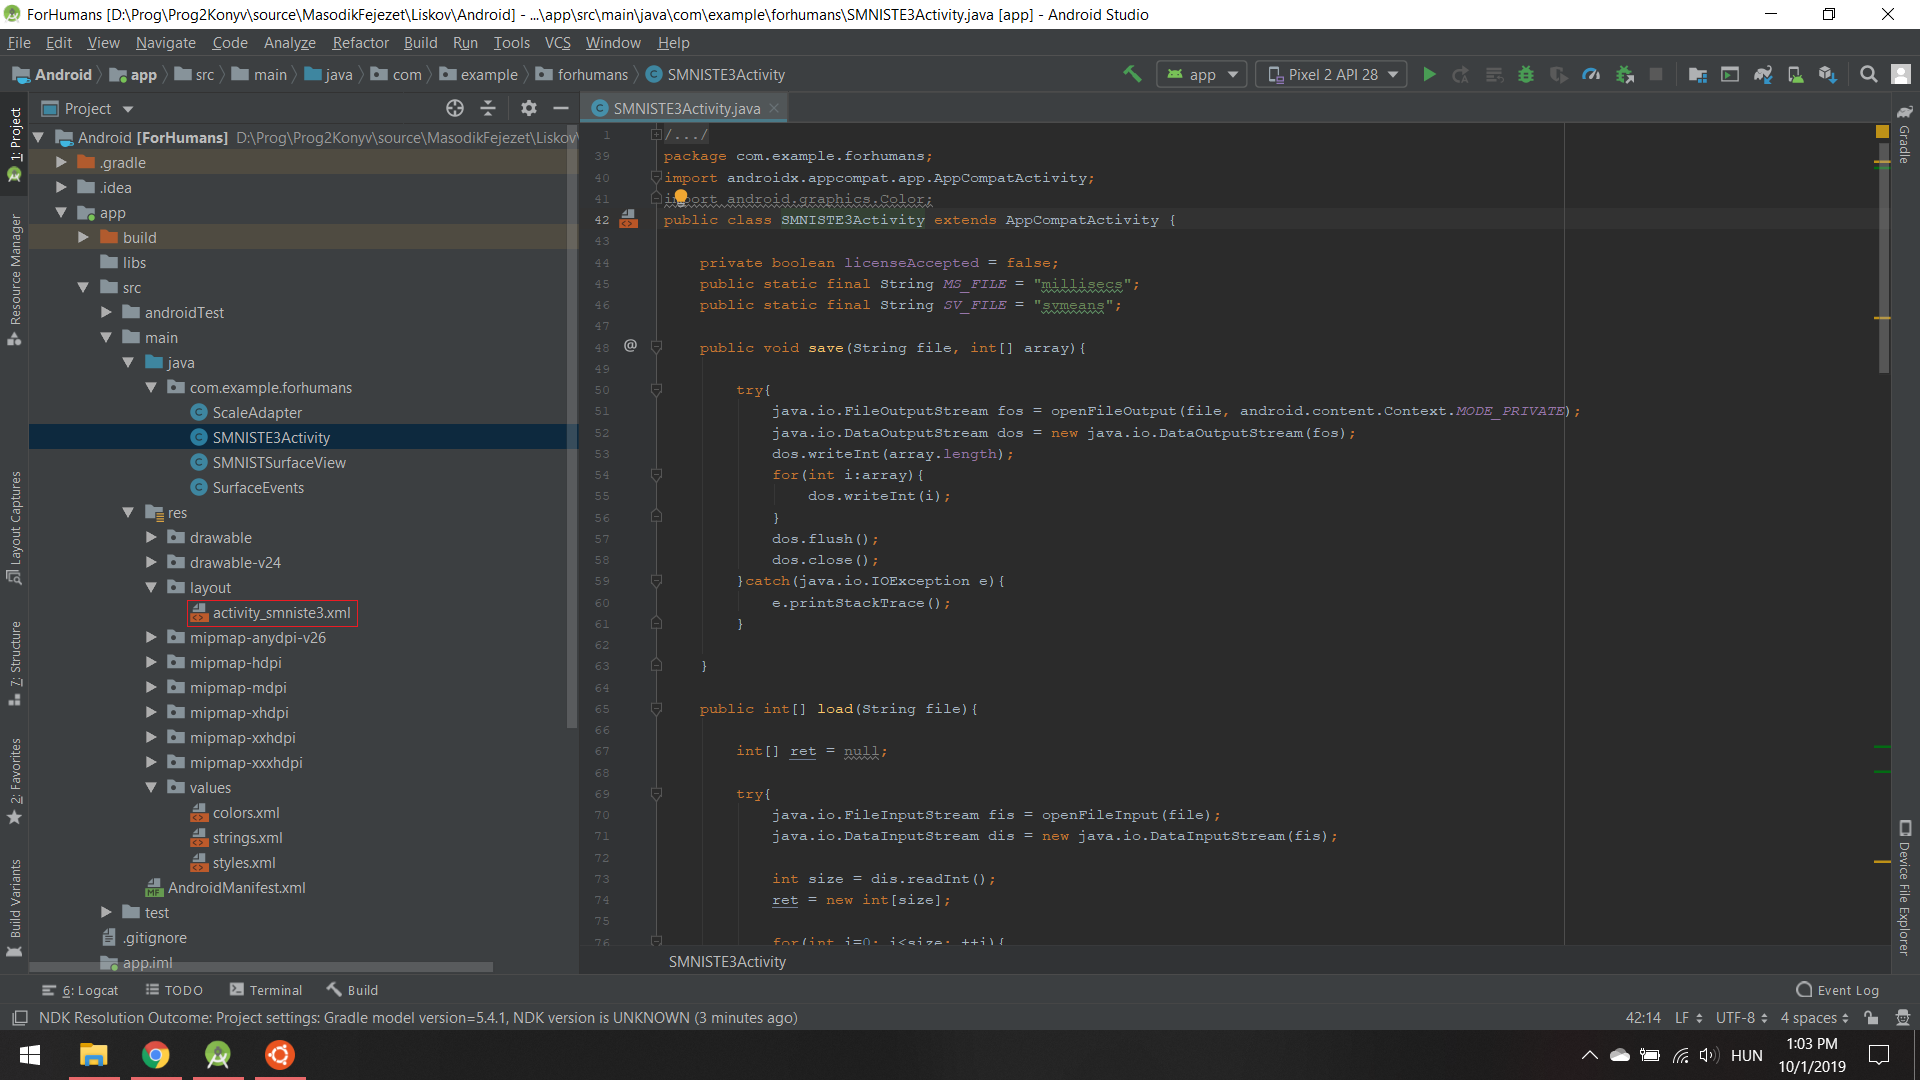 ForHumans [D:\Prog\Prog2Konyv\source\MasodikFejezet\Liskov\Android] - ...\app\src\main\java\com\example\forhumans\SMNISTE3Activity.java [app] - Android Studio
File Edit View Navigate Code Analyze Refactor Build Run Tools VCS Window Help
Android app src main java com example forhumans SMNISTE3Activity app Pixel 2 API 28
Project
SMNISTE3Activity.java
1: Project
Resource Manager
Layout Captures
7: Structure
2: Favorites
Build Variants
Android [ForHumans] D:\Prog\Prog2Konyv\source\MasodikFejezet\Liskov\
.gradle
.idea
app
build
libs
src
androidTest
main
java
com.example.forhumans
ScaleAdapter
SMNISTE3Activity
SMNISTSurfaceView
SurfaceEvents
res
drawable
drawable-v24
layout
activity_smniste3.xml
mipmap-anydpi-v26
mipmap-hdpi
mipmap-mdpi
mipmap-xhdpi
mipmap-xxhdpi
mipmap-xxxhdpi
values
colors.xml
strings.xml
styles.xml
AndroidManifest.xml
test
.gitignore
app.iml
1 /.../
39 package com.example.forhumans;
40 import androidx.appcompat.app.AppCompatActivity;
41 import android.graphics.Color;
42 public class SMNISTE3Activity extends AppCompatActivity {
43
44 private boolean licenseAccepted = false;
45 public static final String MS_FILE = "millisecs";
46 public static final String SV_FILE = "svmeans";
47
48 @ public void save(String file, int[] array){
49
50 try{
51 java.io.FileOutputStream fos = openFileOutput(file, android.content.Context.MODE_PRIVATE);
52 java.io.DataOutputStream dos = new java.io.DataOutputStream(fos);
53 dos.writeInt(array.length);
54 for(int i:array){
55 dos.writeInt(i);
56 }
57 dos.flush();
58 dos.close();
59 }catch(java.io.IOException e){
60 e.printStackTrace();
61 }
62
63 }
64
65 public int[] load(String file){
66
67 int[] ret = null;
68
69 try{
70 java.io.FileInputStream fis = openFileInput(file);
71 java.io.DataInputStream dis = new java.io.DataInputStream(fis);
72
73 int size = dis.readInt();
74 ret = new int[size];
75
76 for(int i=0; i<size; ++i){
SMNISTE3Activity
Gradle
Device File Explorer
6: Logcat TODO Terminal Build Event Log
NDK Resolution Outcome: Project settings: Gradle model version=5.4.1, NDK version is UNKNOWN (3 minutes ago) 42:14 LF UTF-8 4 spaces
HUN
1:03 PM
10/1/2019